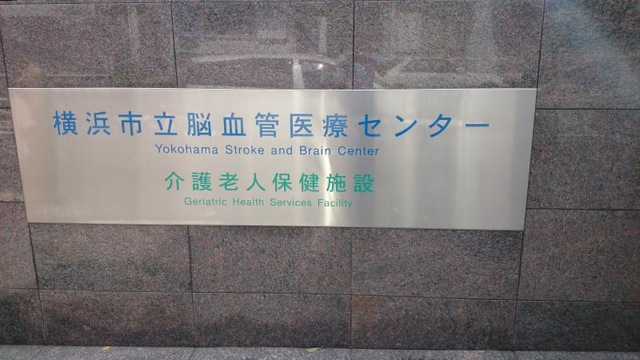 横浜市立脳血管医療センター
Yokohama Stroke and Brain Center
介護老人保健施設
Geriatric Health Services Facility